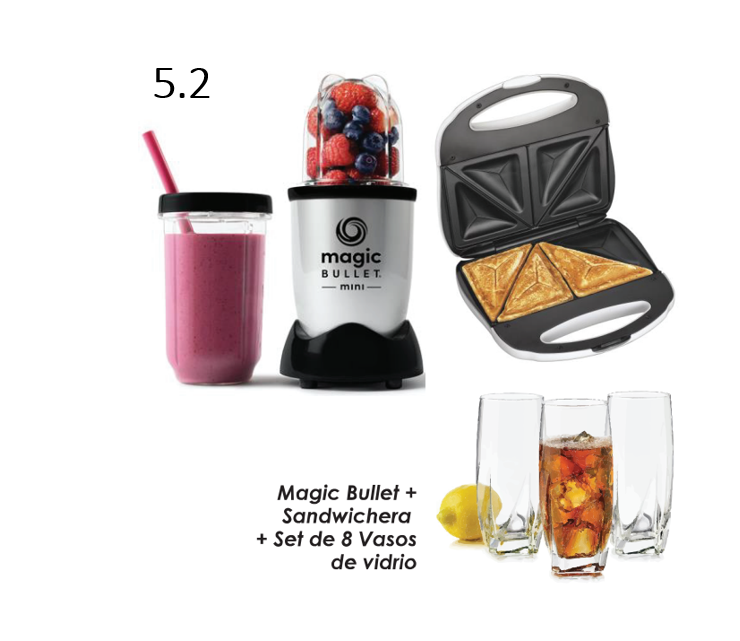 5.2
magic
BULLET.
mini
Magic Bullet +
Sandwichera
+ Set de 8 Vasos
de vidrio